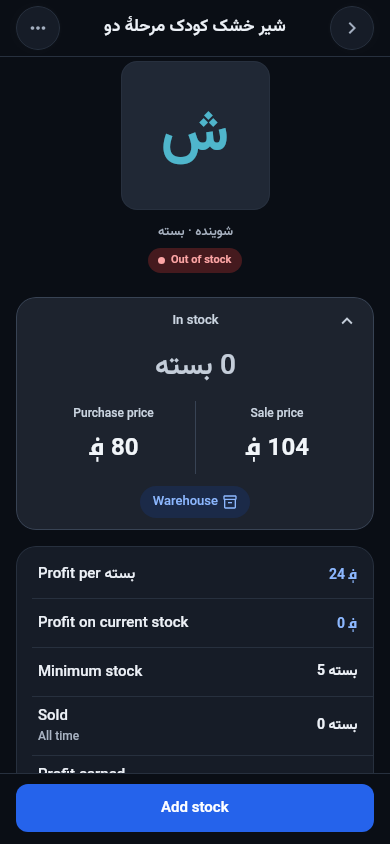 شیر خشک کودک مرحلهٔ دو
ش
شوینده · بسته
Out of stock
In stock
0 بسته
Purchase price
Sale price
80 ؋
104 ؋
Warehouse
Profit per بسته
24 ؋
Profit on current stock
0 ؋
Minimum stock
5 بسته
Sold
0 بسته
All time
Profit earned
Add stock